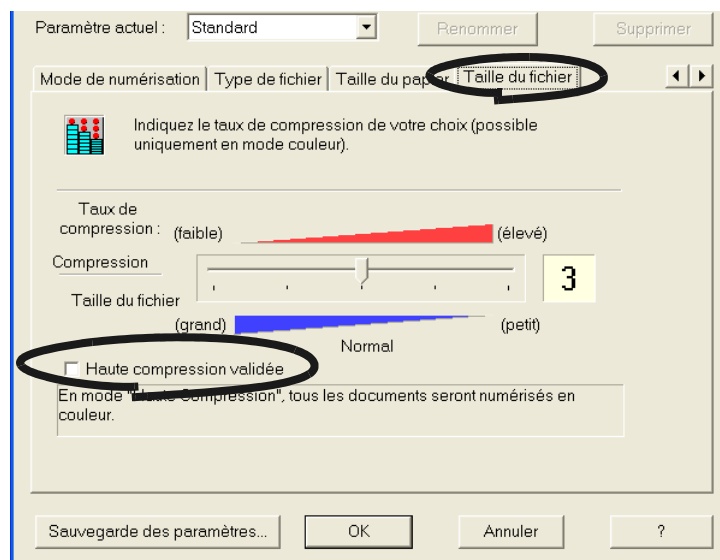 Paramètre actuel : Standard Renommer Supprimer
Mode de numérisation Type de fichier Taille du papier Taille du fichier
Indiquez le taux de compression de votre choix (possible
uniquement en mode couleur).
Taux de
compression : (faible) (élevé)
Compression
3
Taille du fichier
(grand) (petit)
Normal
Haute compression validée
En mode "Haute Compression", tous les documents seront numérisés en
couleur.
Sauvegarde des paramètres... OK Annuler ?